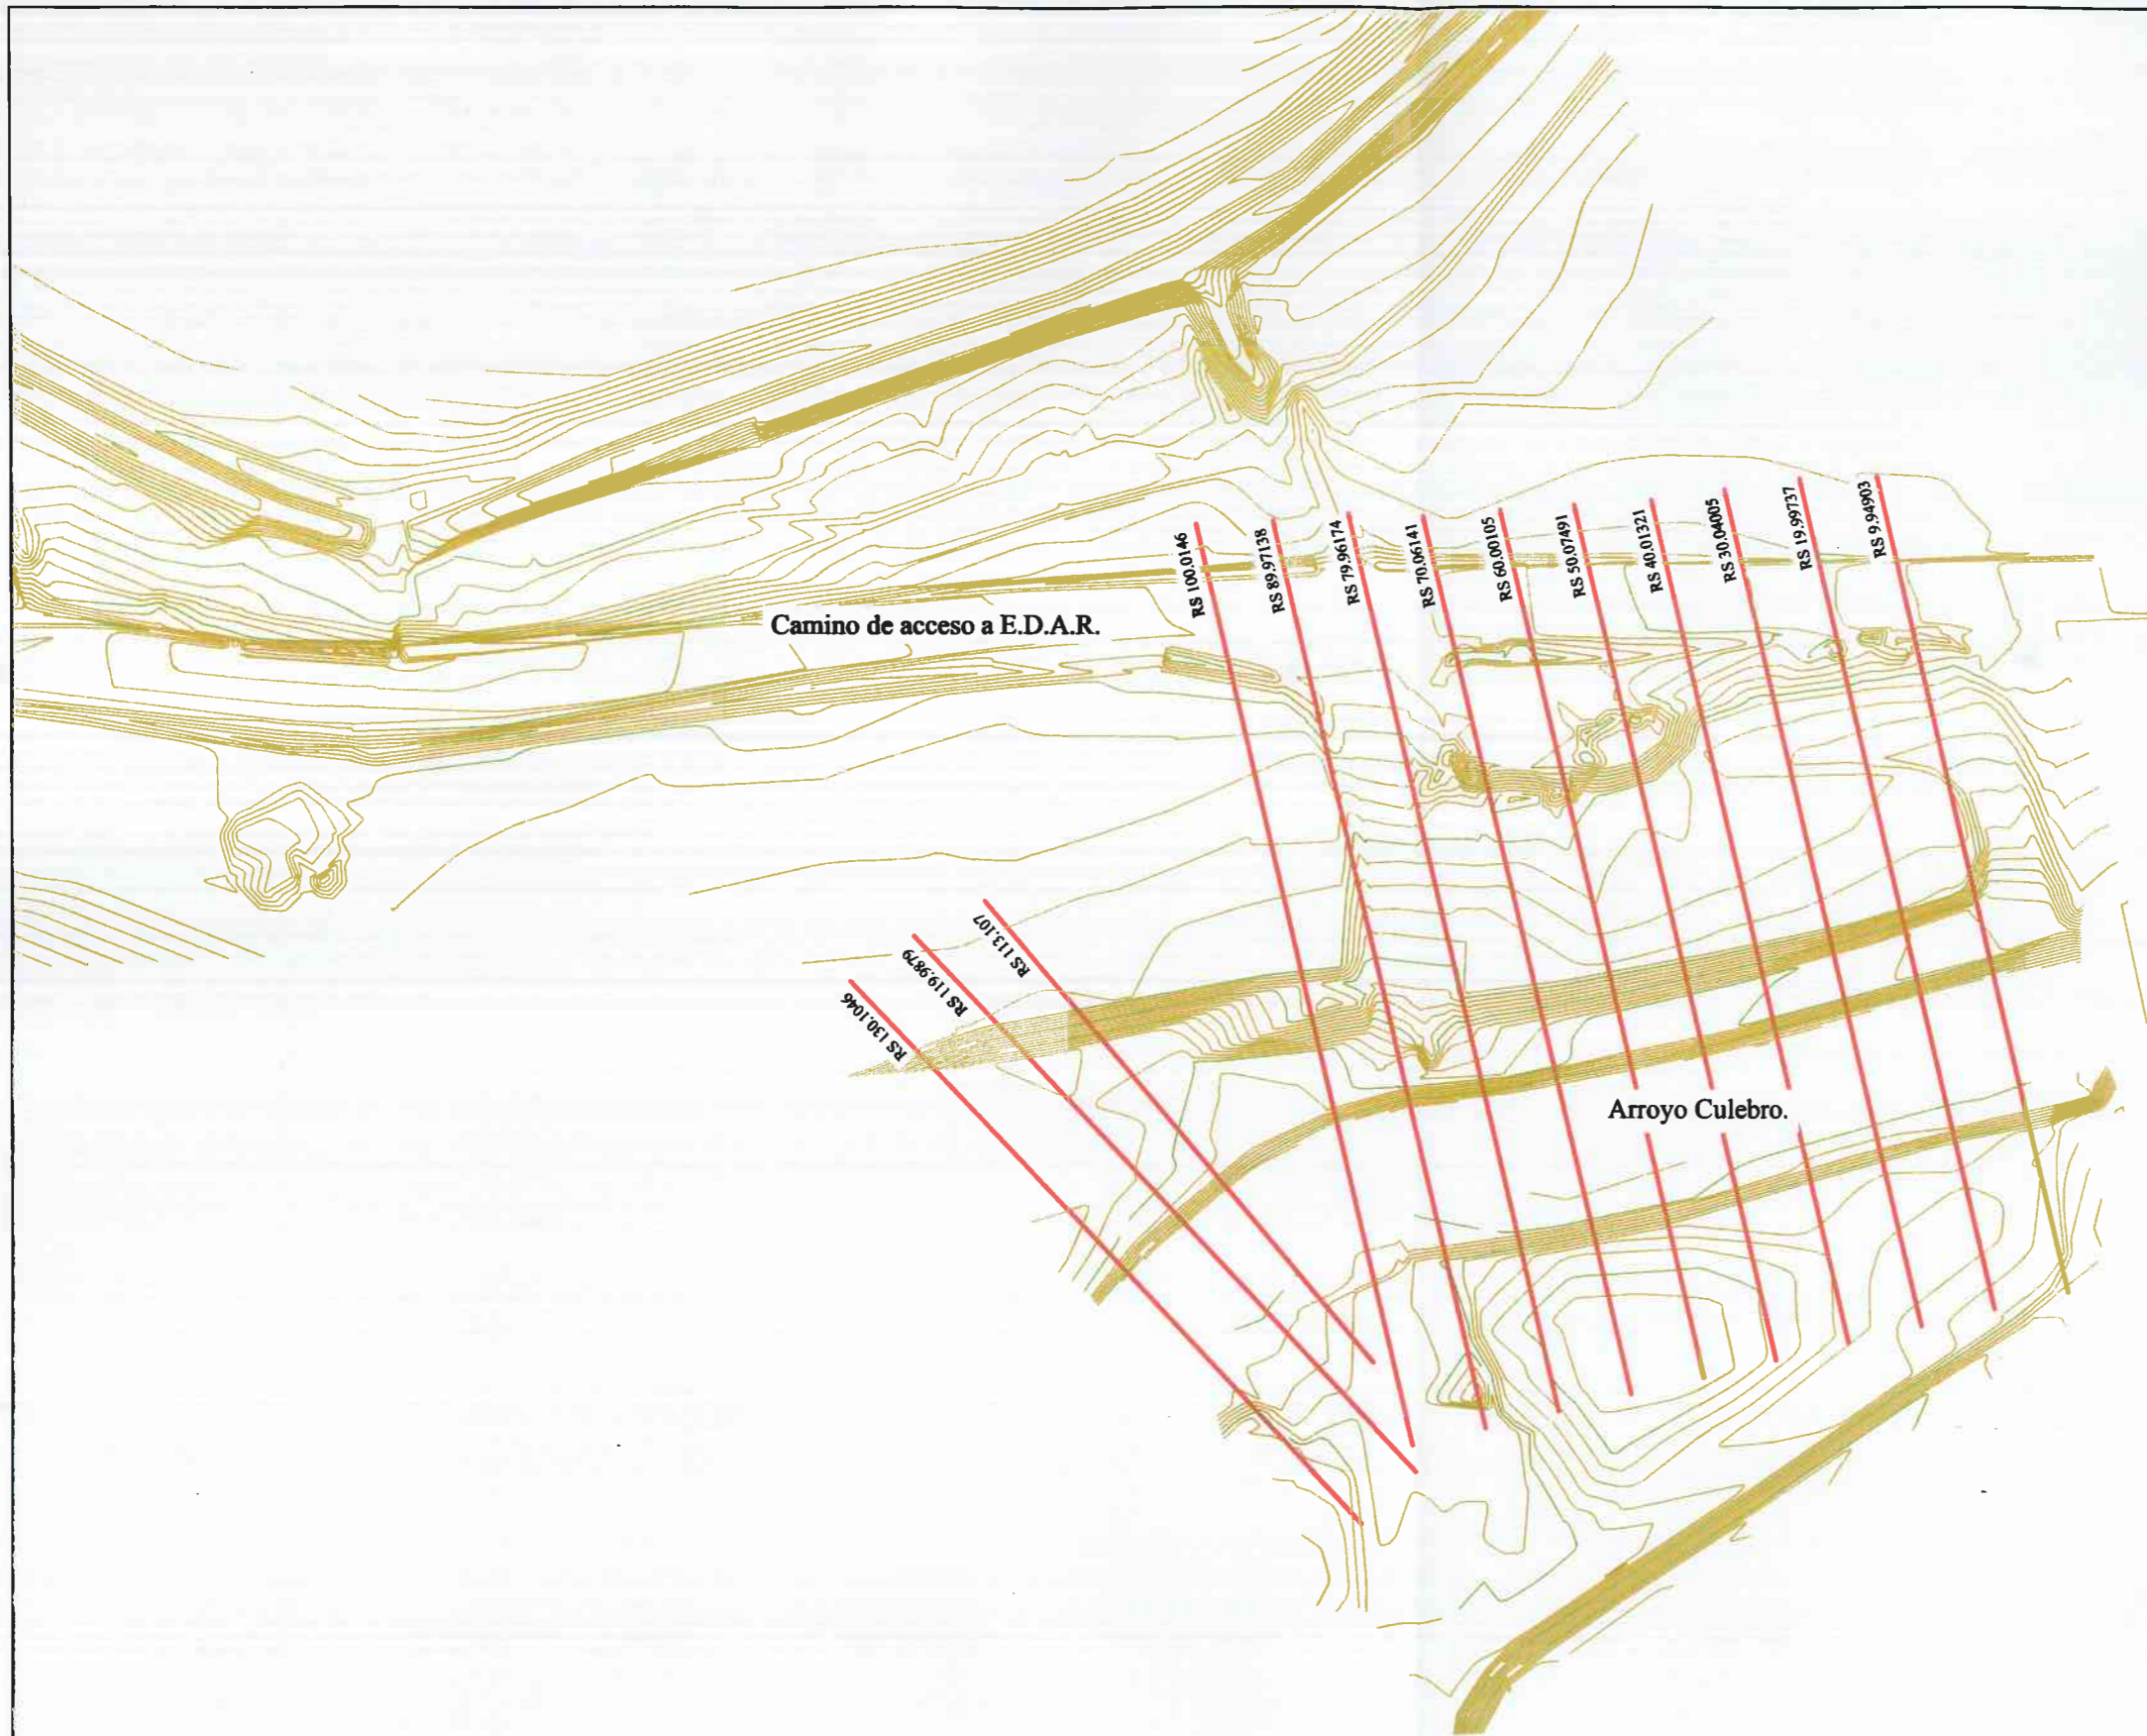 RS 100.0146
RS 89.97138
RS 79.96174
RS 70.06141
RS 60.00105
RS 50.07491
RS 40.01321
RS 30.04005
RS 19.99737
RS 9.94903
Camino de acceso a E.D.A.R.
RS 113.107
RS 119.9879
RS 130.1046
Arroyo Culebro.